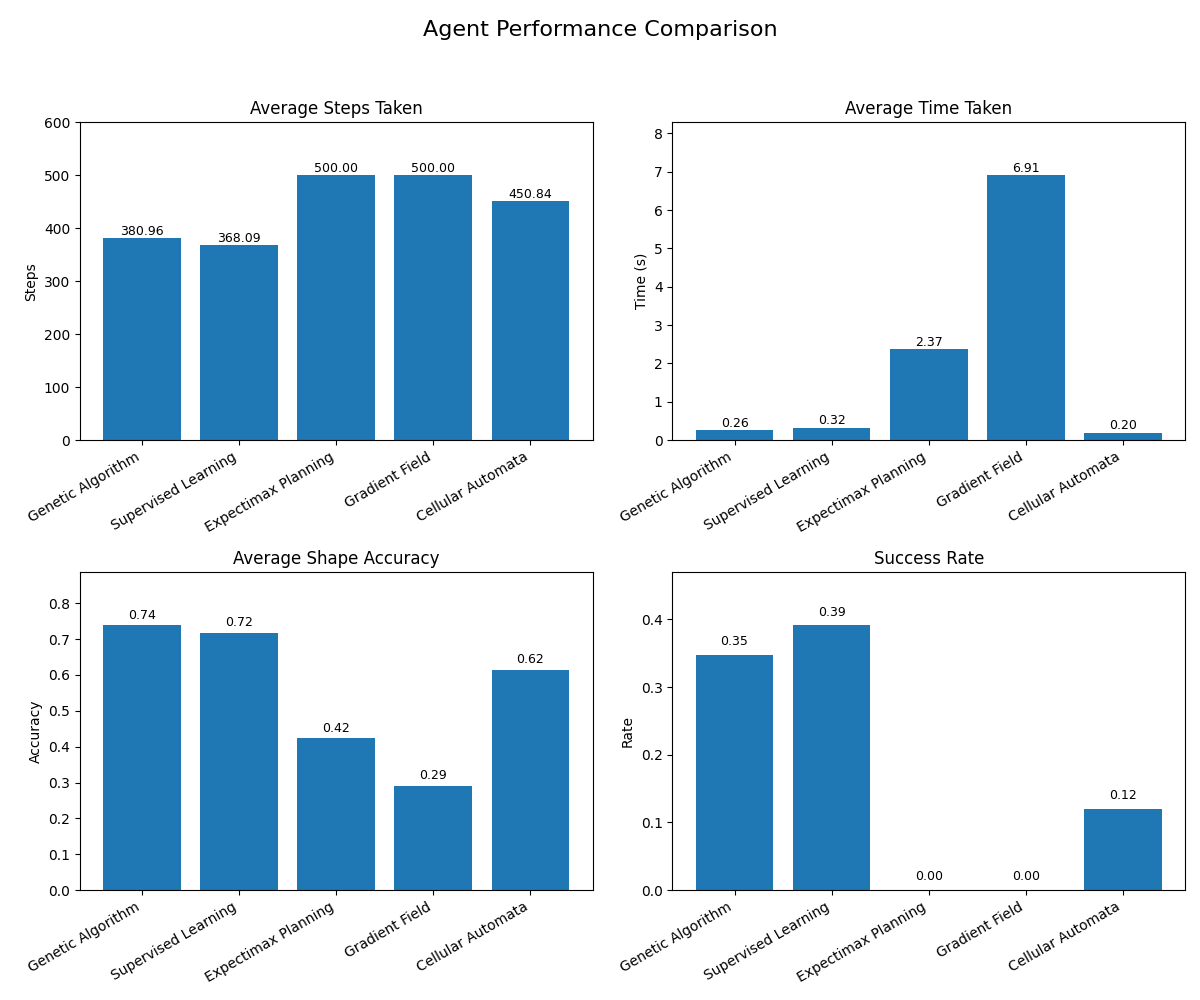 Agent Performance Comparison
Average Steps Taken
600
500
400
300
200
100
0
Steps
380.96
368.09
500.00
500.00
450.84
Genetic Algorithm
Supervised Learning
Expectimax Planning
Gradient Field
Cellular Automata
Average Time Taken
8
7
6
5
4
3
2
1
0
Time (s)
0.26
0.32
2.37
6.91
0.20
Genetic Algorithm
Supervised Learning
Expectimax Planning
Gradient Field
Cellular Automata
Average Shape Accuracy
0.8
0.7
0.6
0.5
0.4
0.3
0.2
0.1
0.0
Accuracy
0.74
0.72
0.42
0.29
0.62
Genetic Algorithm
Supervised Learning
Expectimax Planning
Gradient Field
Cellular Automata
Success Rate
0.4
0.3
0.2
0.1
0.0
Rate
0.35
0.39
0.00
0.00
0.12
Genetic Algorithm
Supervised Learning
Expectimax Planning
Gradient Field
Cellular Automata